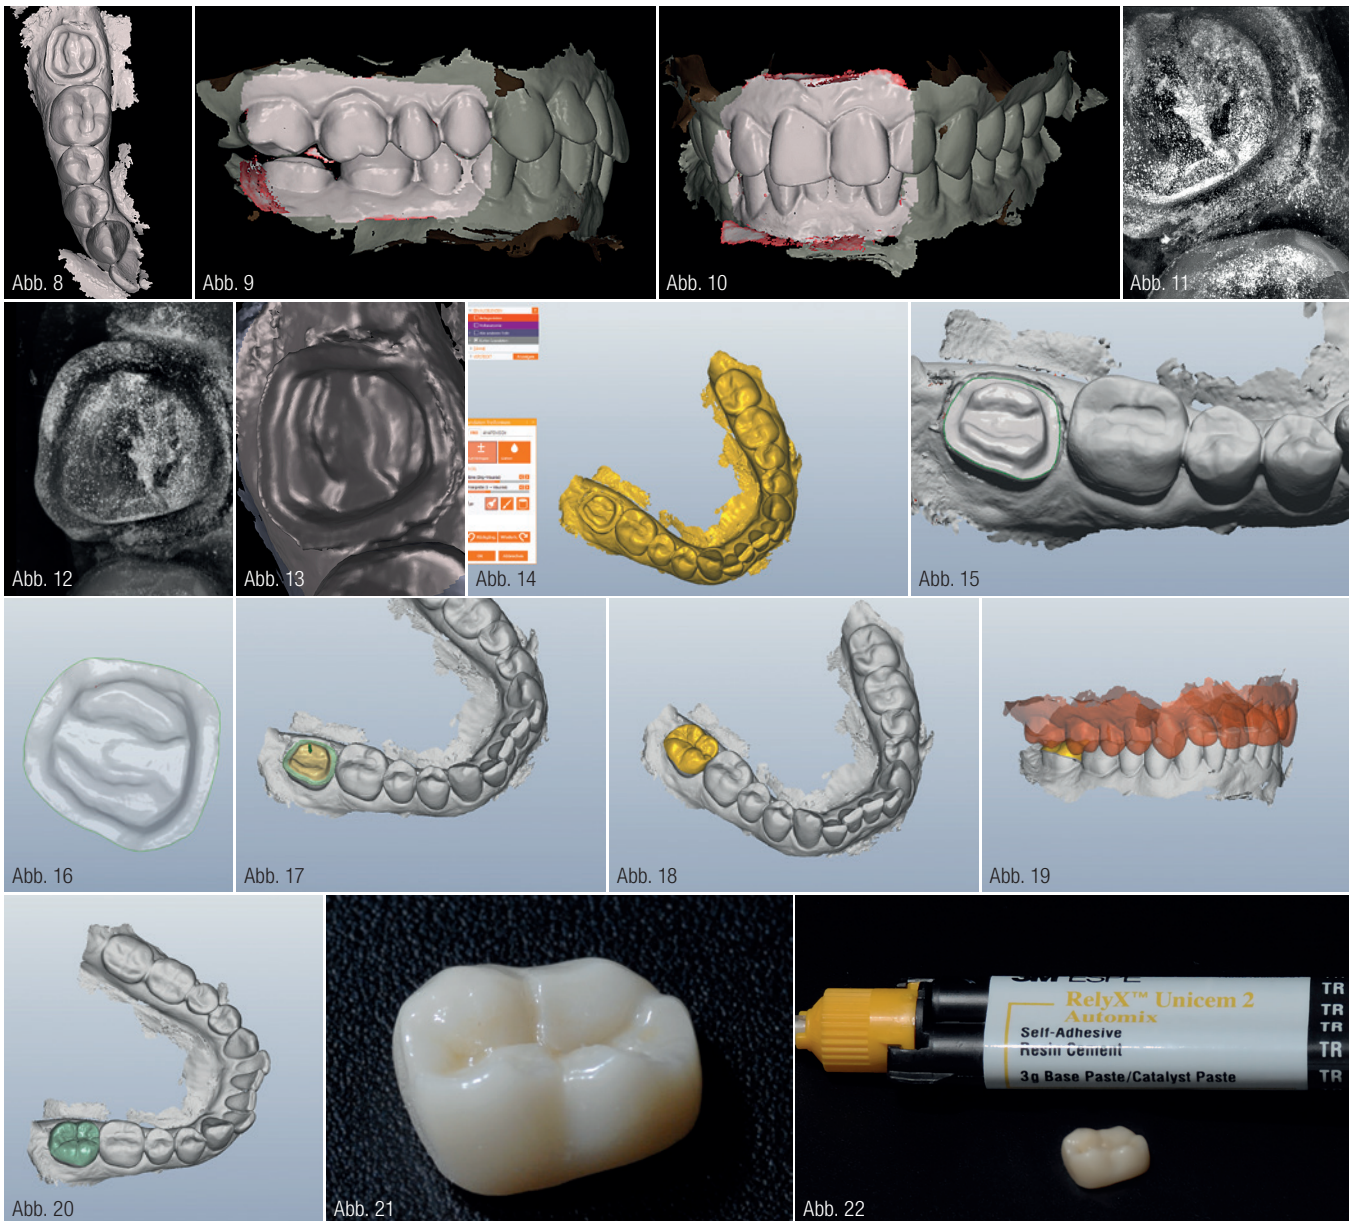 Abb. 8
Abb. 9
Abb. 10
Abb. 11
Abb. 12
Abb. 13
Abb. 14
Abb. 15
Abb. 16
Abb. 17
Abb. 18
Abb. 19
Abb. 20
Abb. 21
3M ESPE
RelyX™ Unicem 2
Automix
Self-Adhesive
Resin Cement
3g Base Paste/Catalyst Paste
TR
TR
TR
TR
TR
Abb. 22